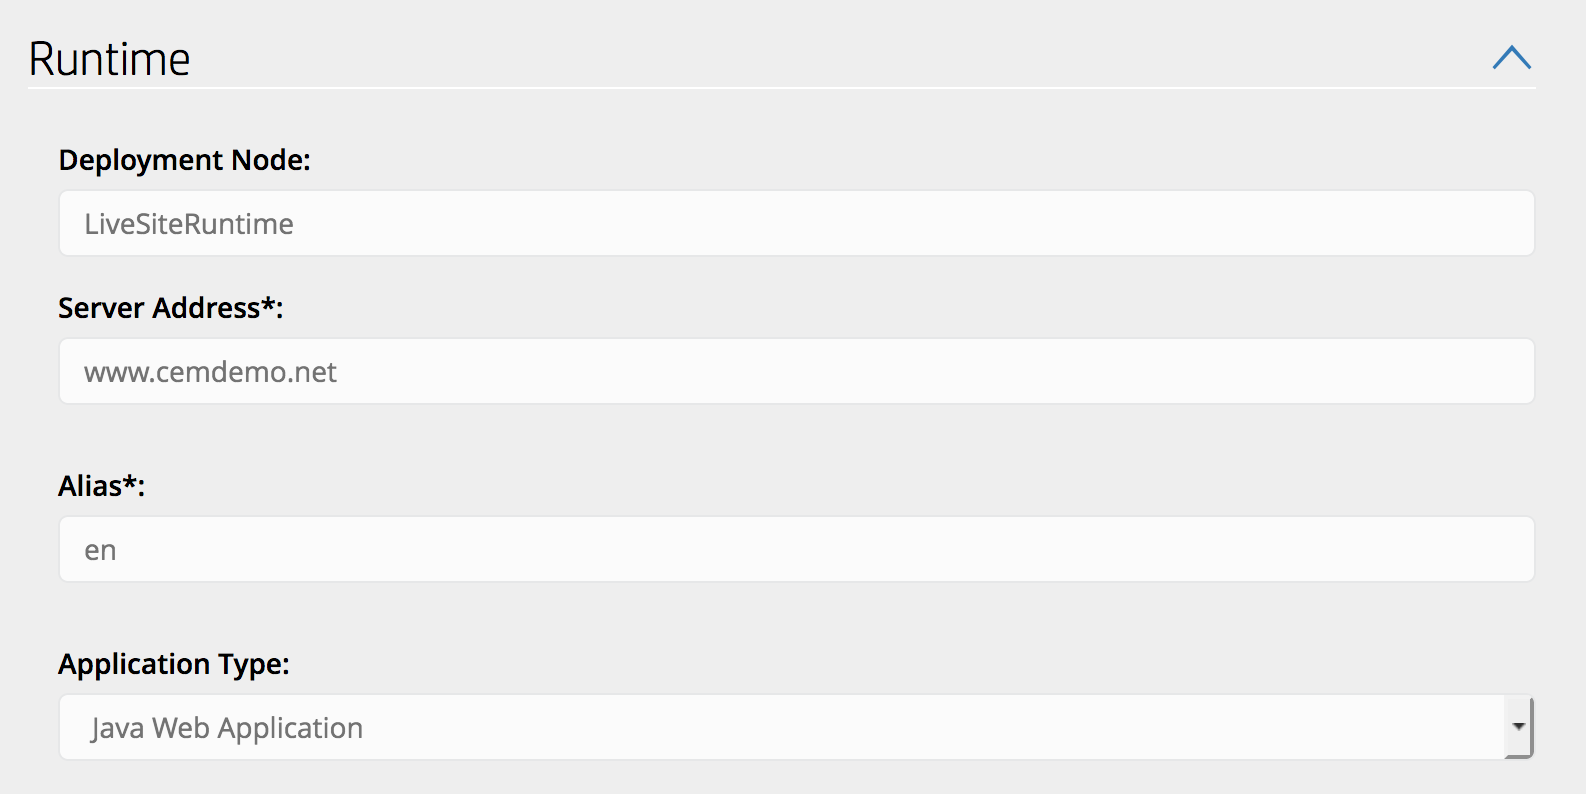 Runtime
Deployment Node:
LiveSiteRuntime
Server Address*:
www.cemdemo.net
Alias*:
en
Application Type:
Java Web Application